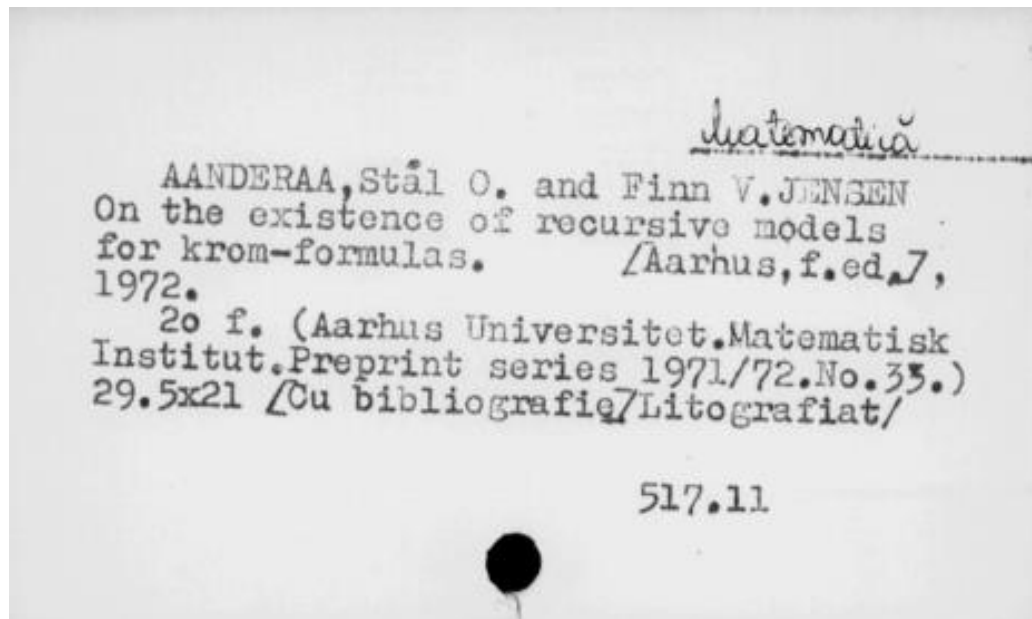 Matematică
AANDERAA,Stål O. and Finn V.JENSEN
On the existence of recursive models
for krom-formulas. /Aarhus,f.ed./,
1972.
2o f. (Aarhus Universitet.Matematisk
Institut.Preprint series 1971/72.No.33.)
29.5x21 /Cu bibliografie/Litografiat/
517.11